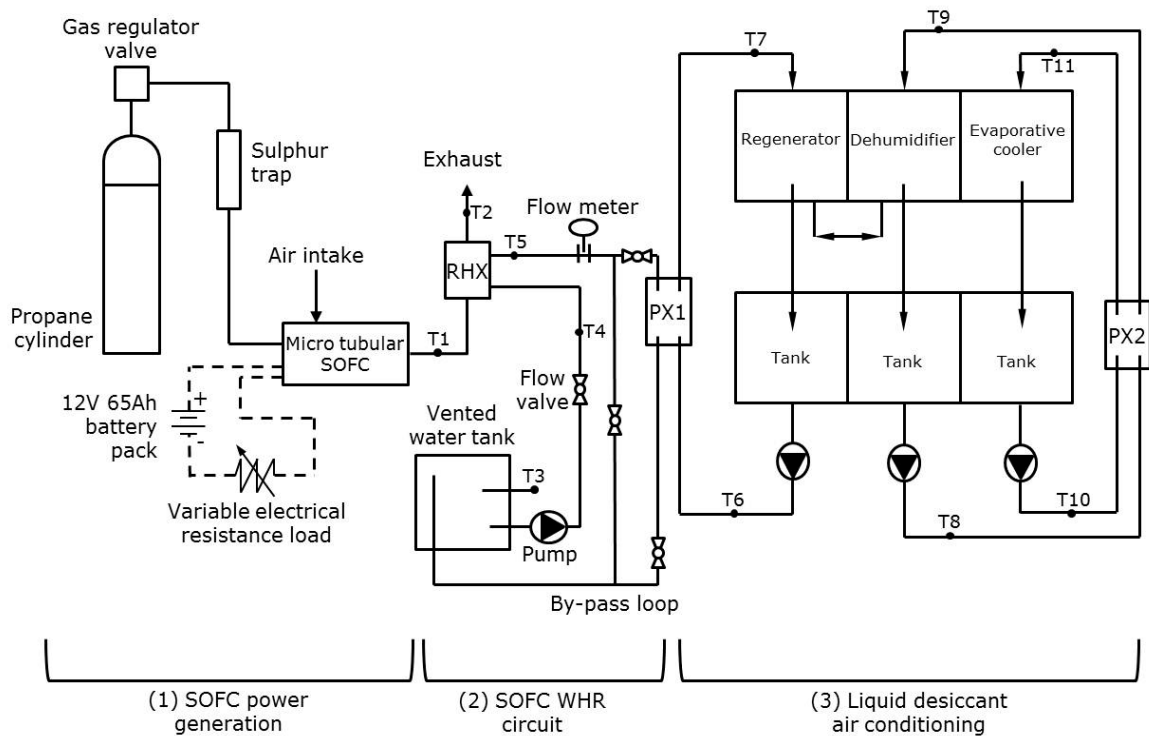 Gas regulator
valve
Sulphur
trap
Propane
cylinder
Air intake
Micro tubular
SOFC
12V 65Ah
battery
pack
+
-
Variable electrical
resistance load
T1
Exhaust
T2
RHX
T5
Flow meter
T4
Flow
valve
Vented
water tank
T3
Pump
By-pass loop
PX1
T7
T9
T11
Regenerator
Dehumidifier
Evaporative
cooler
Tank
Tank
Tank
PX2
T6
T8
T10
(1) SOFC power
generation
(2) SOFC WHR
circuit
(3) Liquid desiccant
air conditioning